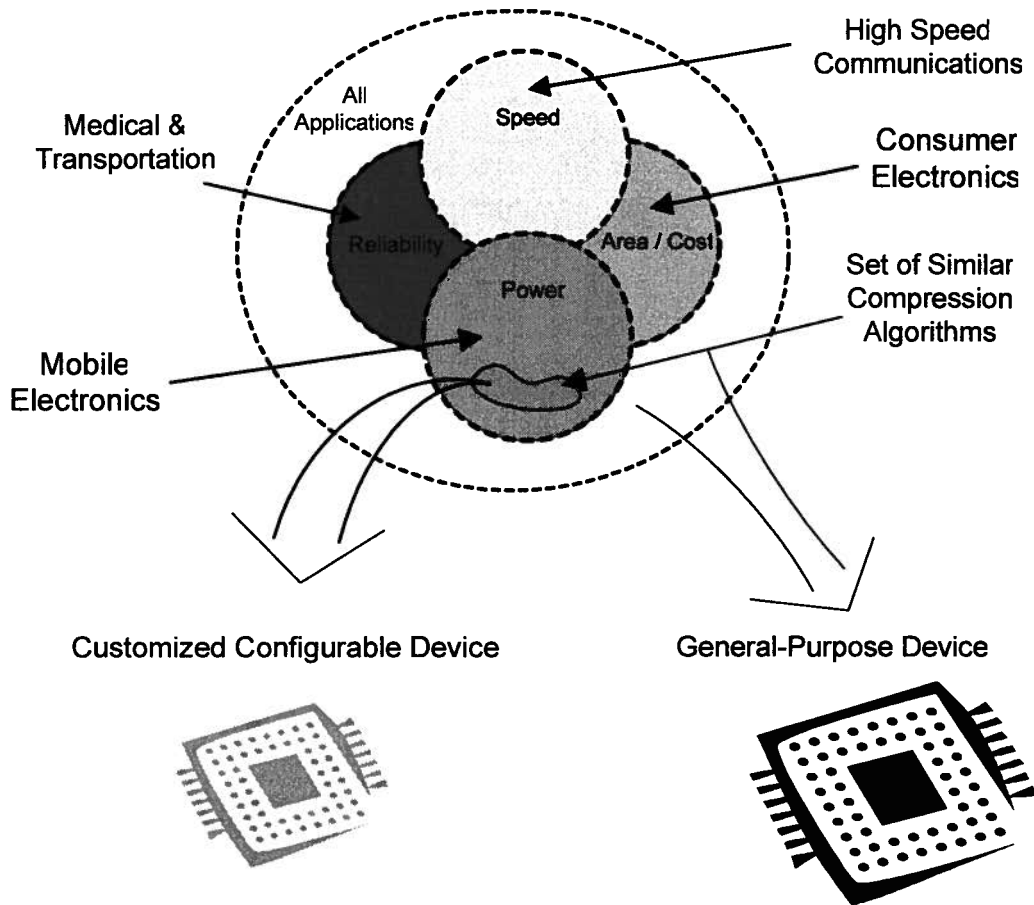 High Speed
Communications
All
Applications
Speed
Medical &
Transportation
Consumer
Electronics
Reliability
Area / Cost
Set of Similar
Compression
Algorithms
Power
Mobile
Electronics
Customized Configurable Device
General-Purpose Device